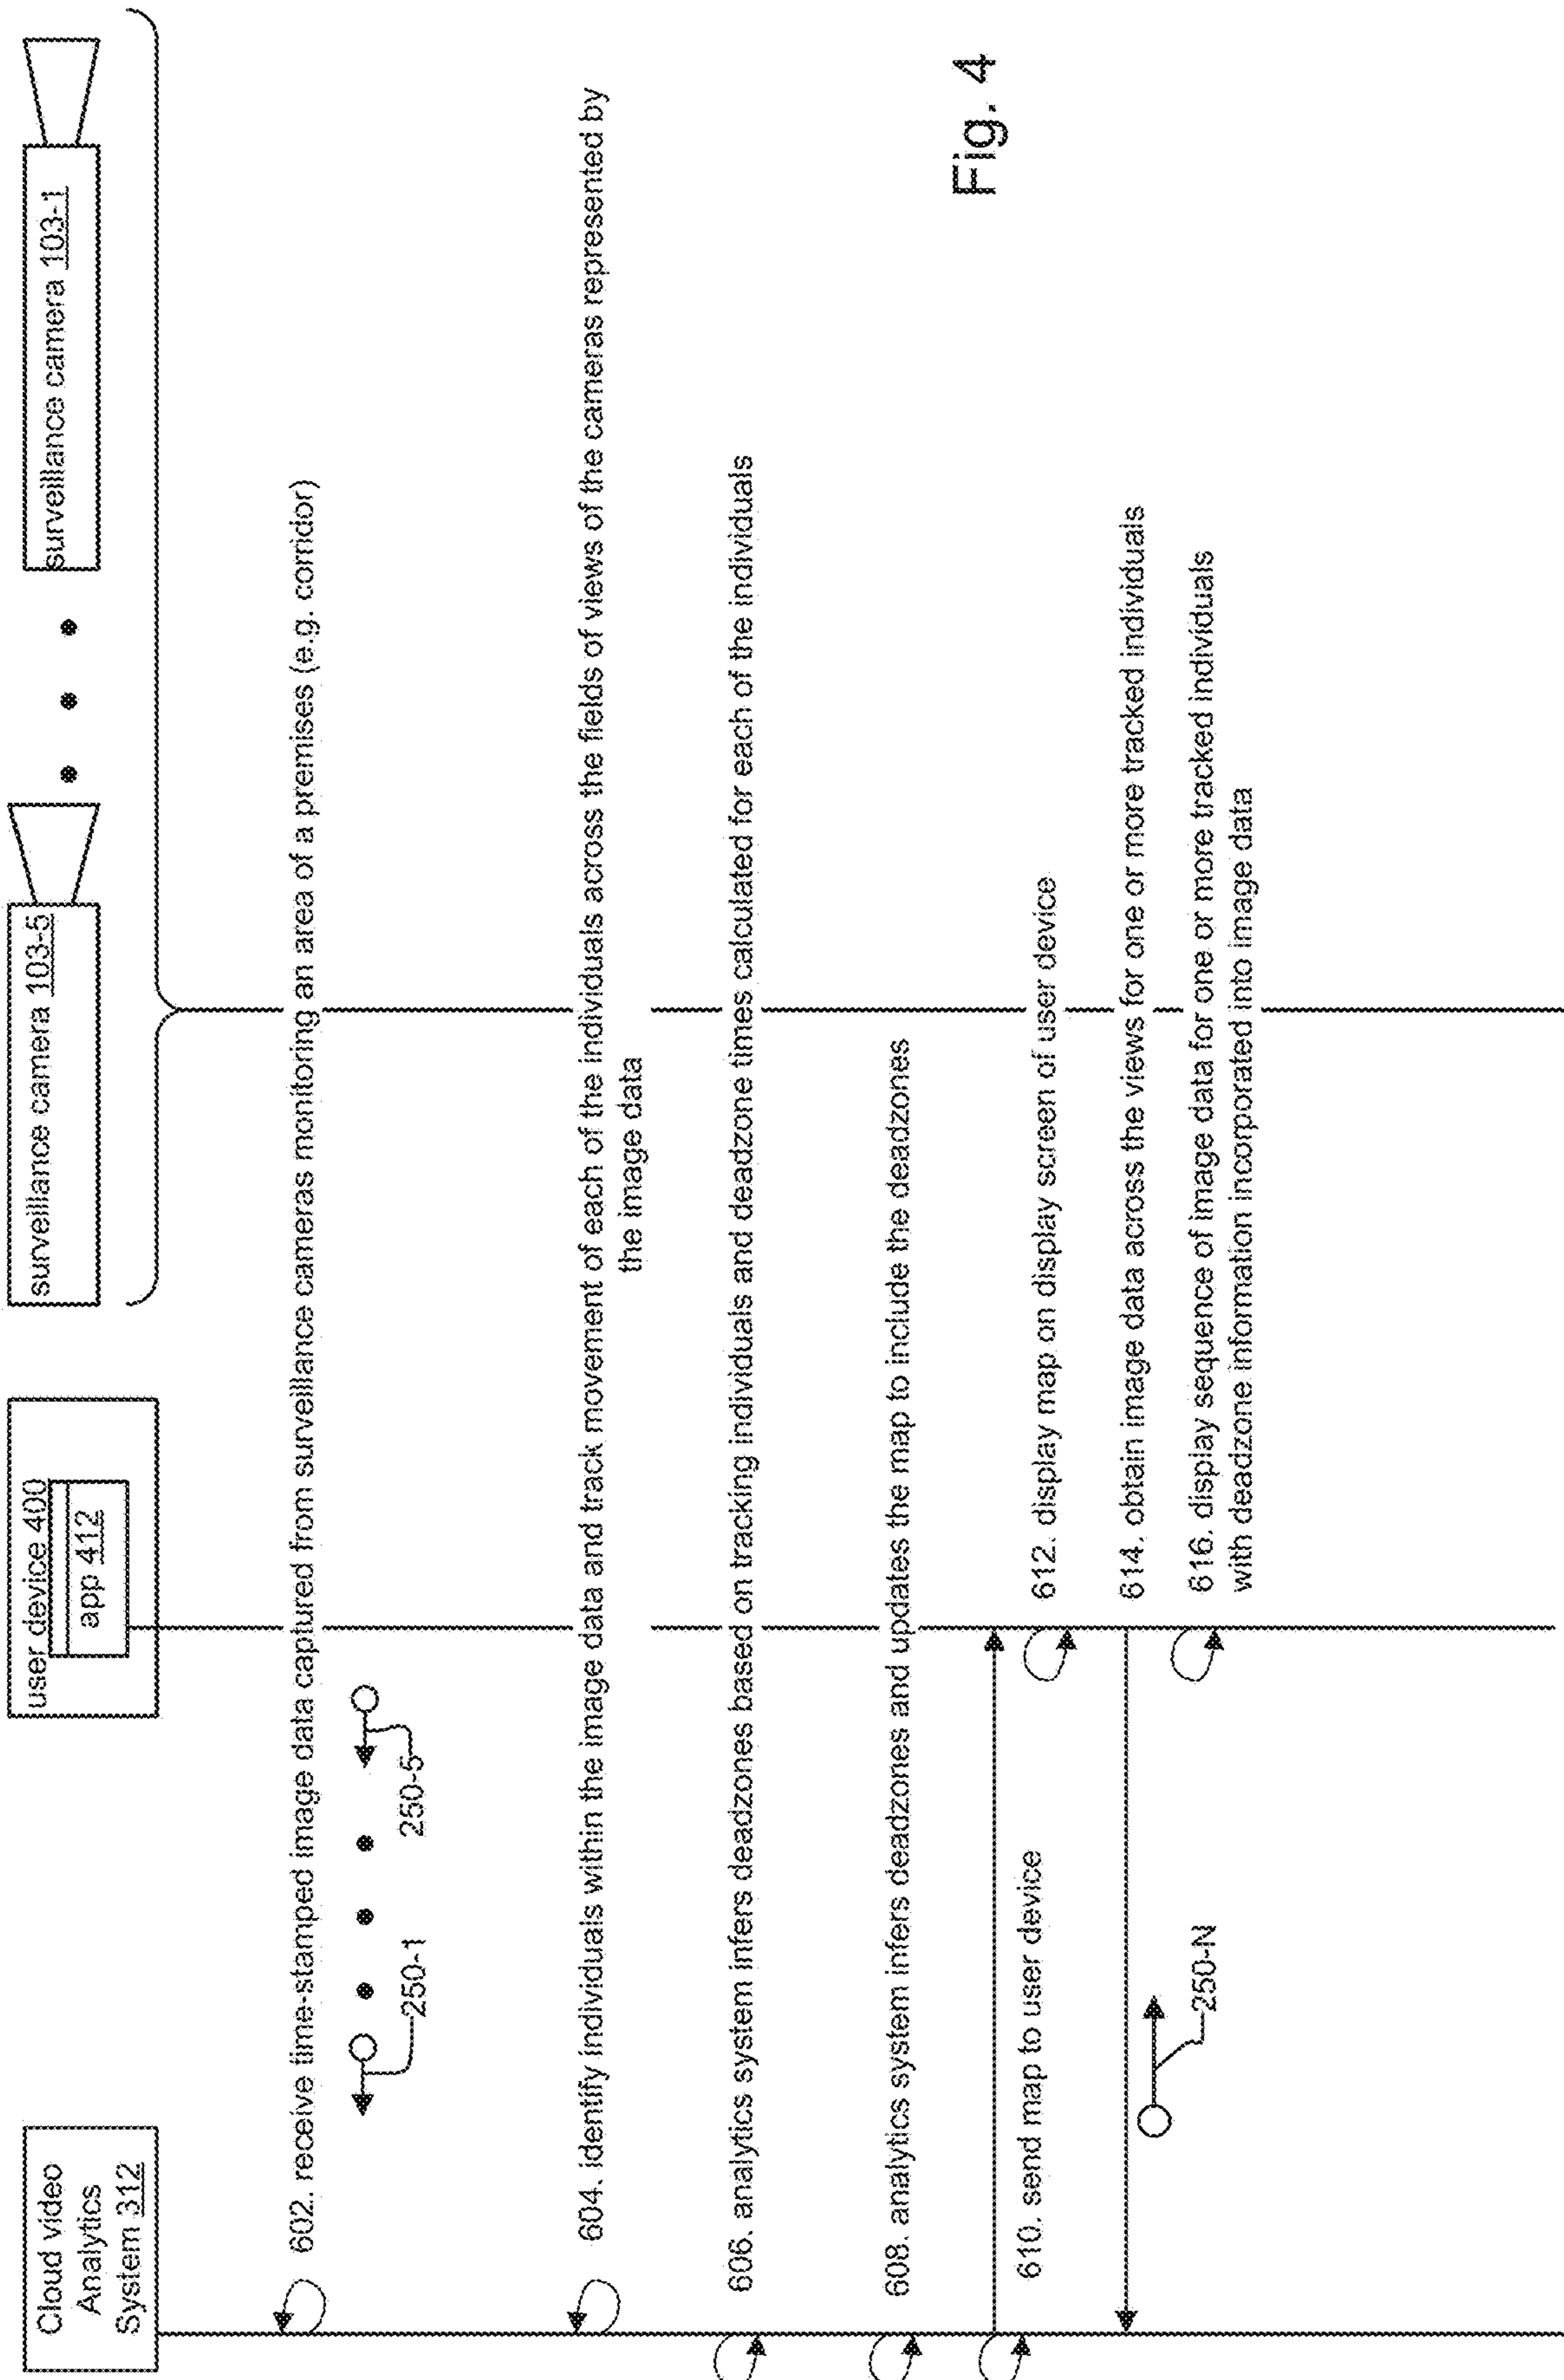 Cloud video
Analytics
System 312
user device 400
app 412
surveillance camera 103-5
surveillance camera 103-1
602. receive time-stamped image data captured from surveillance cameras monitoring an area of a premises (e.g. corridor)
250-1
250-5
604. identify individuals within the image data and track movement of each of the individuals across the fields of views of the cameras represented by
the image data
606. analytics system infers deadzones based on tracking individuals and deadzone times calculated for each of the individuals
608. analytics system infers deadzones and updates the map to include the deadzones
610. send map to user device
612. display map on display screen of user device
614. obtain image data across the views for one or more tracked individuals
250-N
616. display sequence of image data for one or more tracked individuals
with deadzone information incorporated into image data
Fig. 4